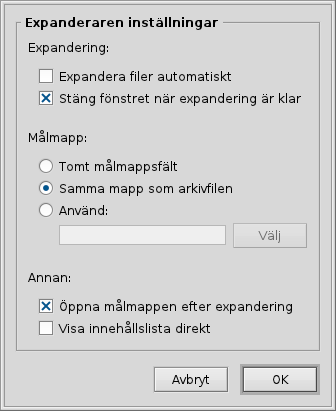 Expanderaren inställningar
Expandering:
Expandera filer automatiskt
Stäng fönstret när expandering är klar
Målmapp:
Tomt målmappsfält
Samma mapp som arkivfilen
Använd:
Välj
Annan:
Öppna målmappen efter expandering
Visa innehållslista direkt
Avbryt
OK